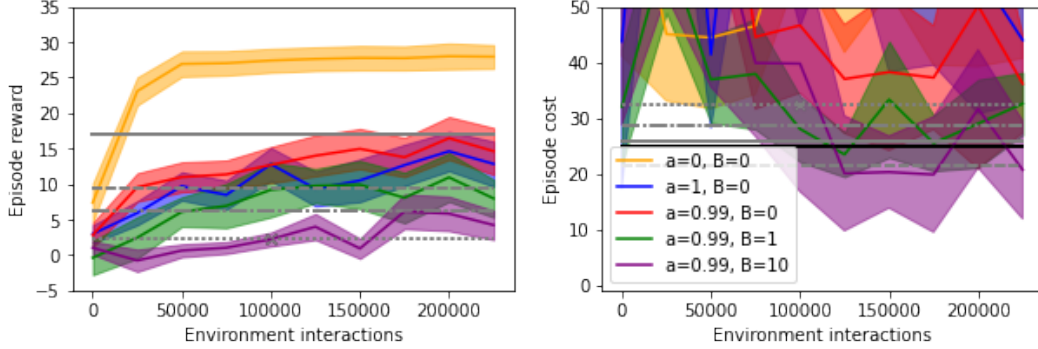 35
30
25
20
15
10
5
0
−5
Episode reward
0
50000
100000
150000
200000
Environment interactions
50
40
30
20
10
0
Episode cost
a=0, B=0
a=1, B=0
a=0.99, B=0
a=0.99, B=1
a=0.99, B=10
0
50000
100000
150000
200000
Environment interactions